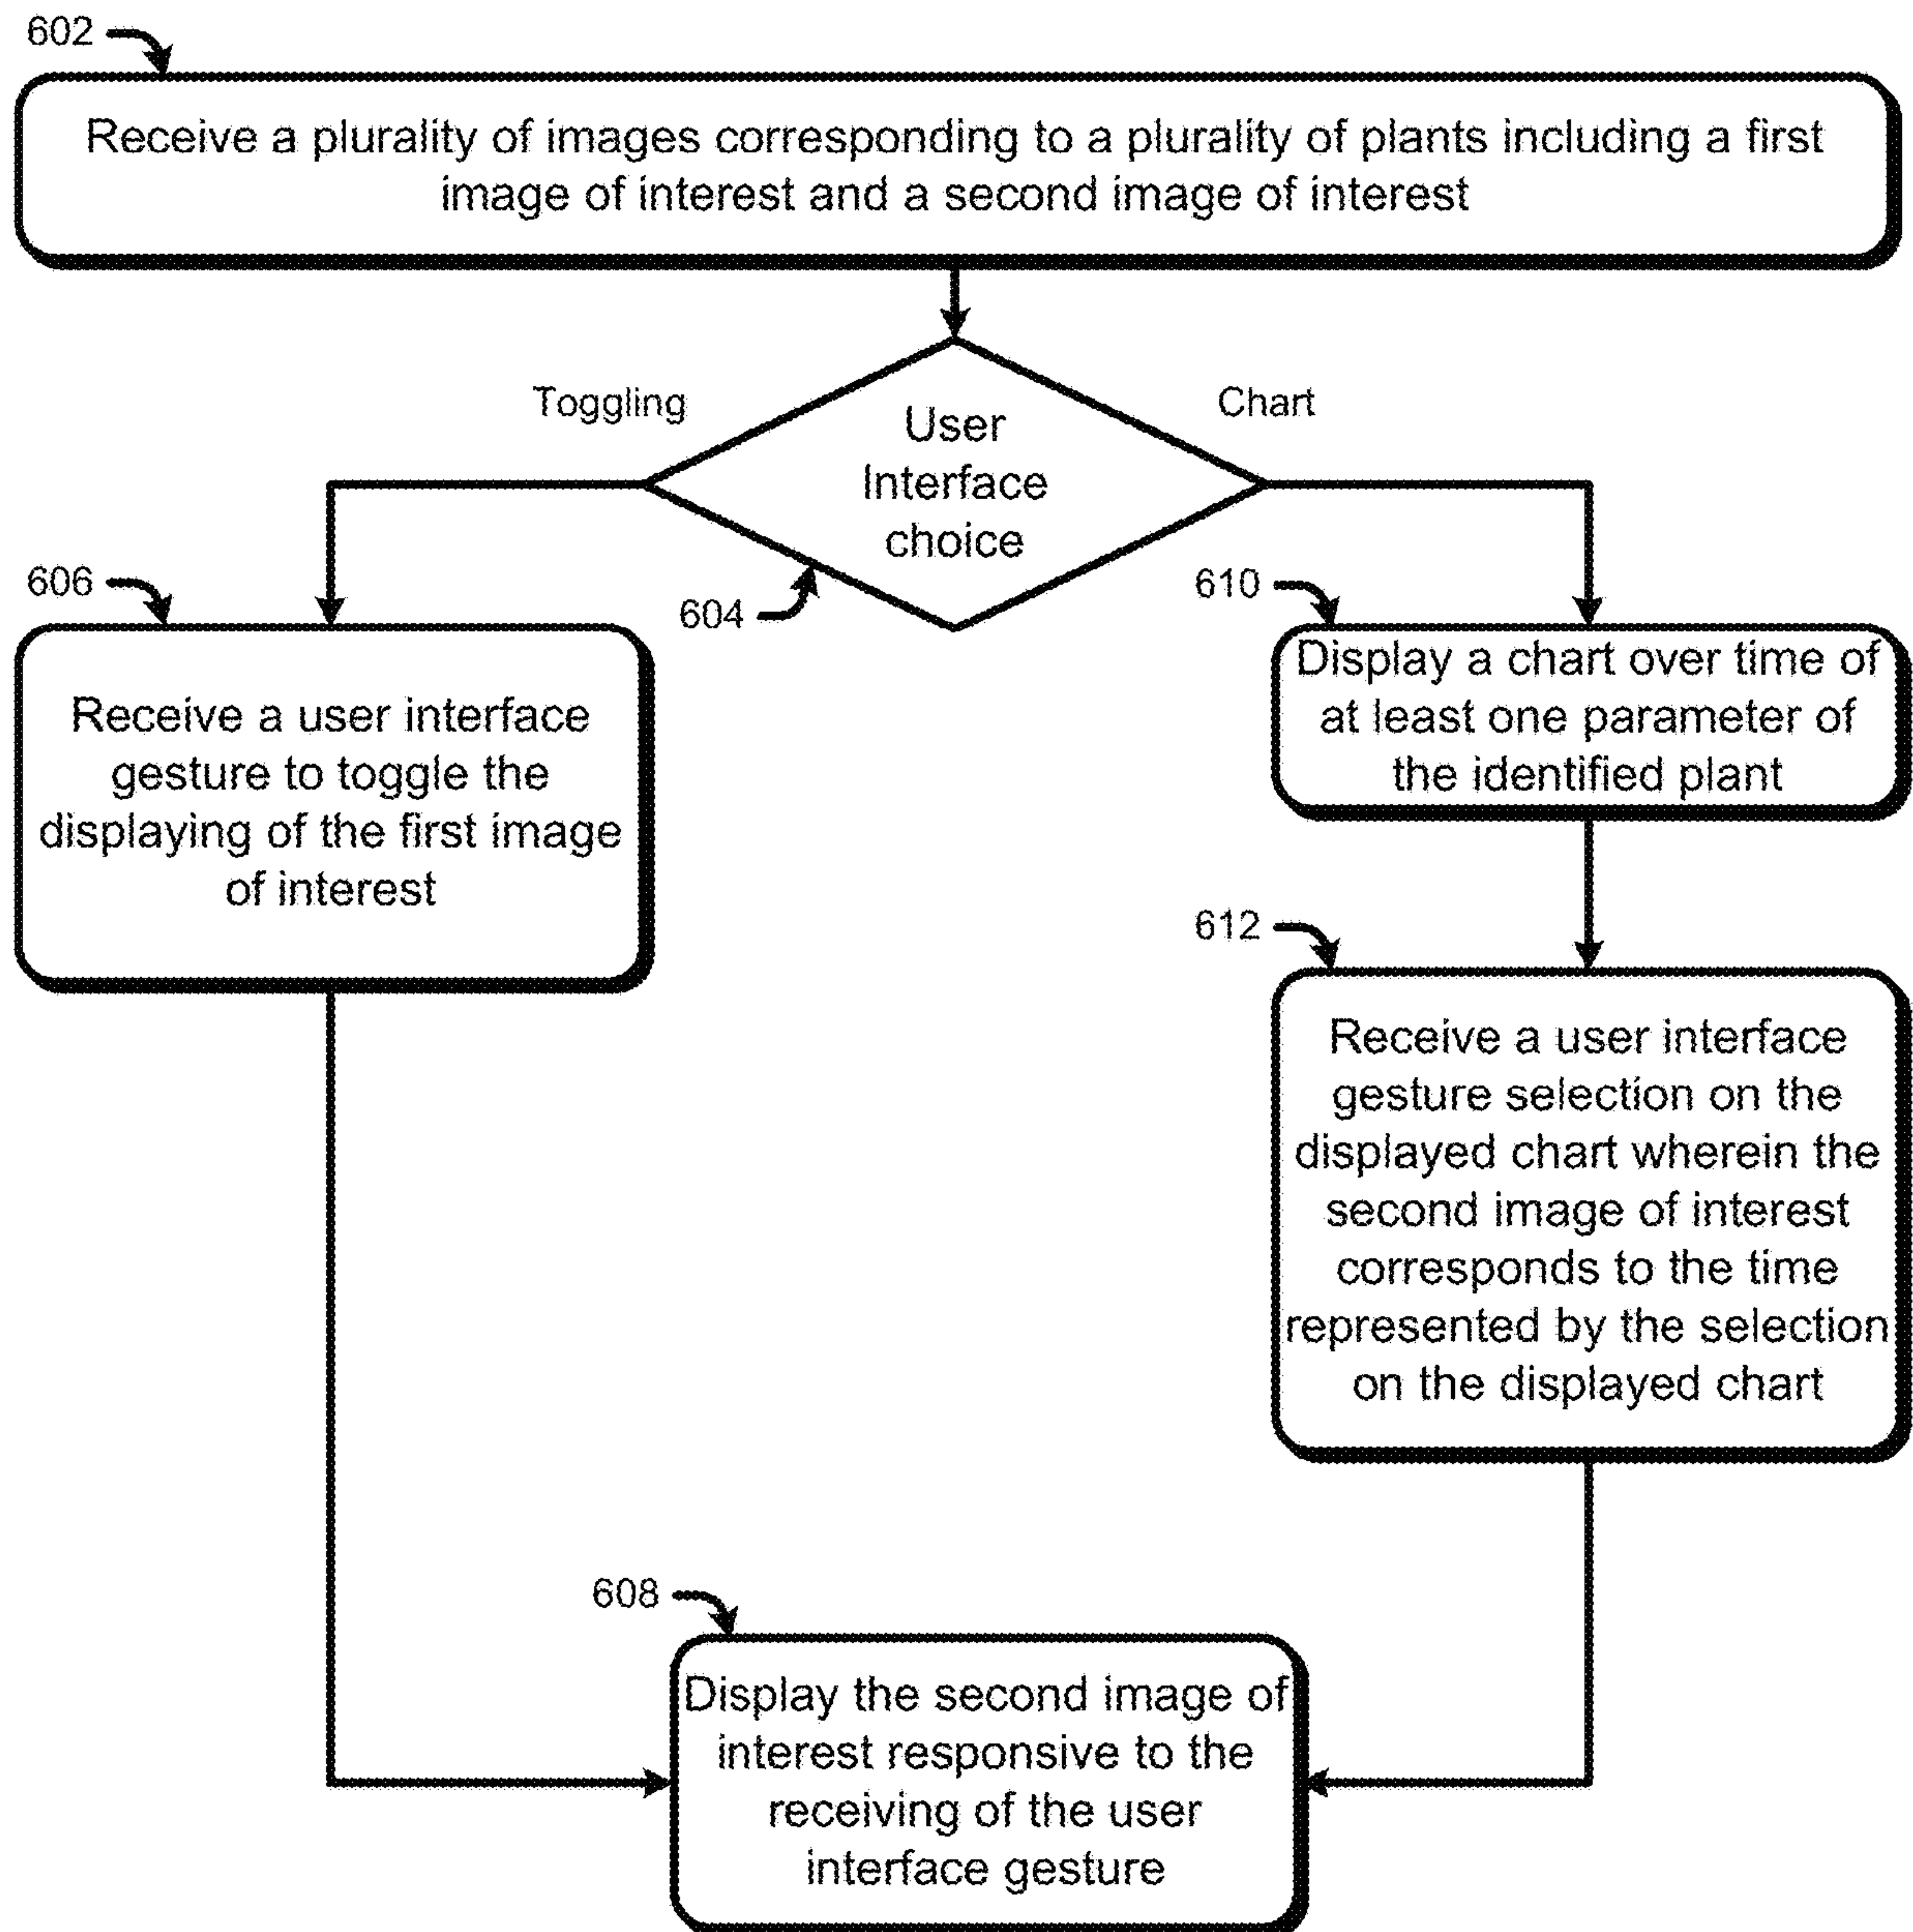 602
Receive a plurality of images corresponding to a plurality of plants including a first
image of interest and a second image of interest
Toggling
Chart
User
Interface
choice
604
606
Receive a user interface
gesture to toggle the
displaying of the first image
of interest
610
Display a chart over time of
at least one parameter of
the identified plant
612
Receive a user interface
gesture selection on the
displayed chart wherein the
second image of interest
corresponds to the time
represented by the selection
on the displayed chart
608
Display the second image of
interest responsive to the
receiving of the user
interface gesture